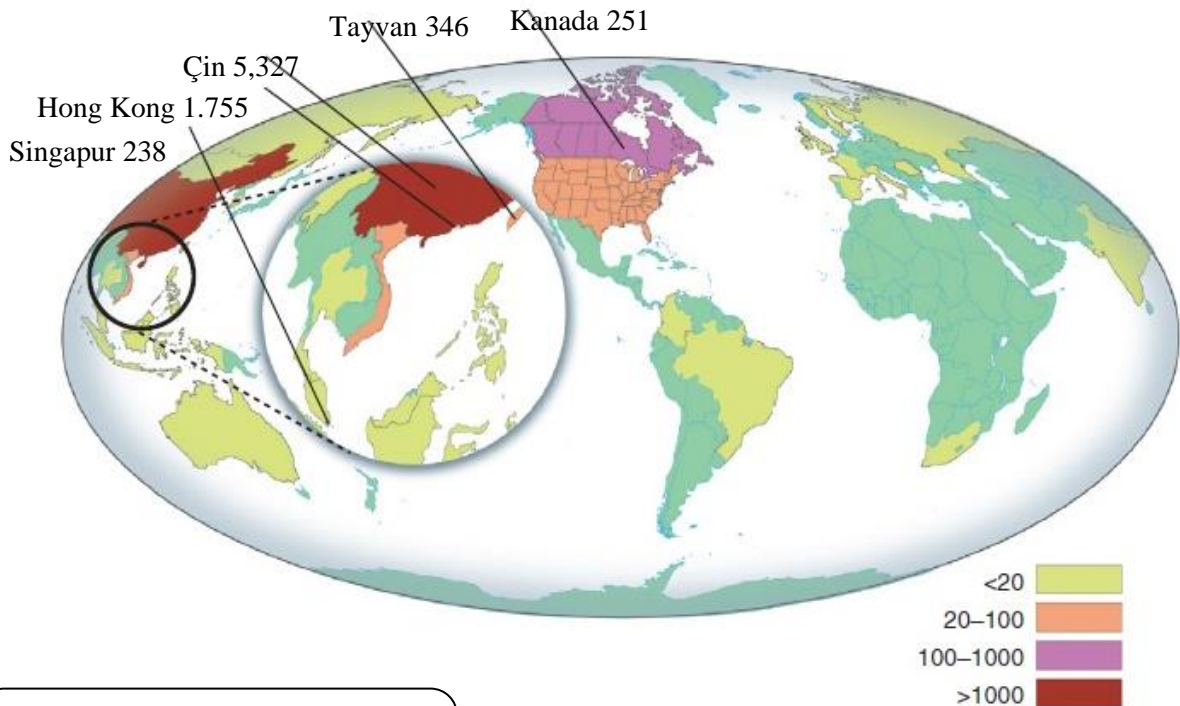 Tayvan 346
Kanada 251
Çin 5,327
Hong Kong 1.755
Singapur 238
<20
20–100
100–1000
>1000